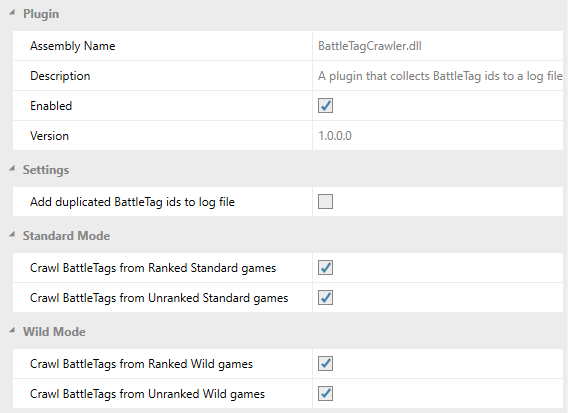 Plugin
Assembly Name BattleTagCrawler.dll
Description A plugin that collects BattleTag ids to a log file
Enabled
Version 1.0.0.0
Settings
Add duplicated BattleTag ids to log file
Standard Mode
Crawl BattleTags from Ranked Standard games
Crawl BattleTags from Unranked Standard games
Wild Mode
Crawl BattleTags from Ranked Wild games
Crawl BattleTags from Unranked Wild games